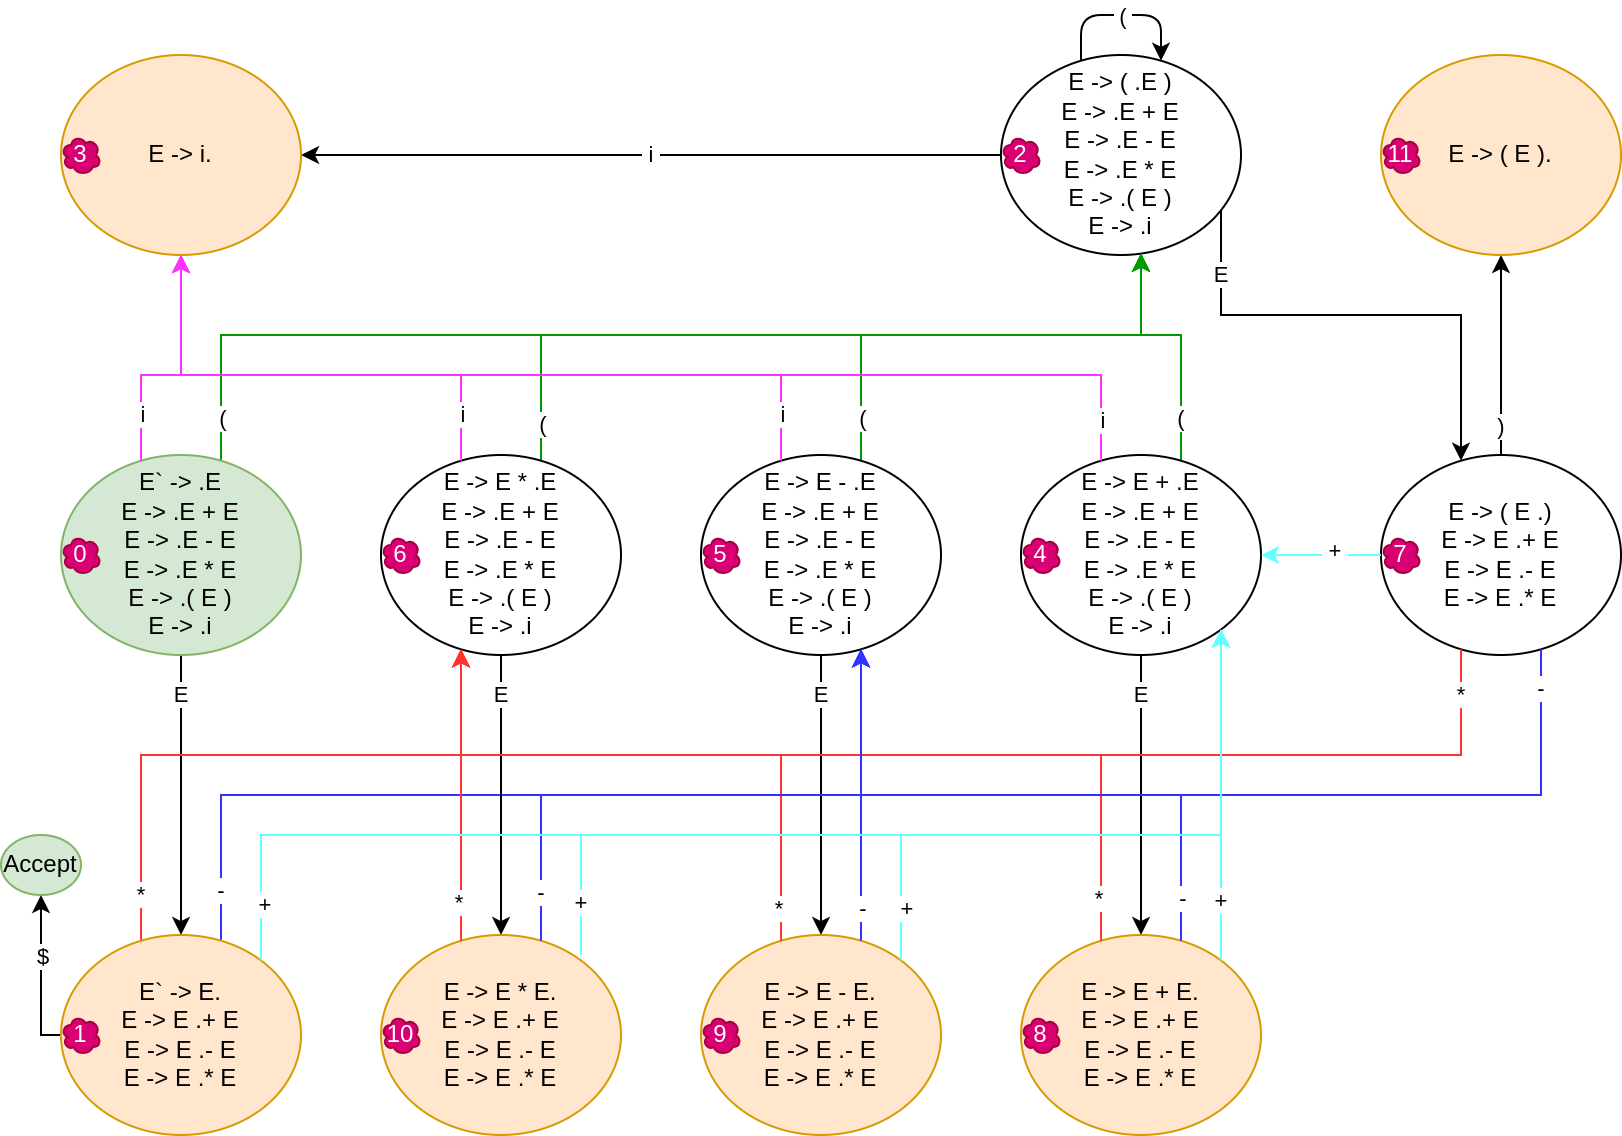 (
3
E -> i.
i
2
E -> ( .E )
E -> .E + E
E -> .E - E
E -> .E * E
E -> .( E )
E -> .i
11
E -> ( E ).
E
i
(
i
(
i
(
i
(
)
0
E` -> .E
E -> .E + E
E -> .E - E
E -> .E * E
E -> .( E )
E -> .i
6
E -> E * .E
E -> .E + E
E -> .E - E
E -> .E * E
E -> .( E )
E -> .i
5
E -> E - .E
E -> .E + E
E -> .E - E
E -> .E * E
E -> .( E )
E -> .i
4
E -> E + .E
E -> .E + E
E -> .E - E
E -> .E * E
E -> .( E )
E -> .i
+
7
E -> ( E .)
E -> E .+ E
E -> E .- E
E -> E .* E
E
E
E
E
*
-
Accept
$
*
-
+
*
-
+
*
-
+
*
-
+
1
E` -> E.
E -> E .+ E
E -> E .- E
E -> E .* E
10
E -> E * E.
E -> E .+ E
E -> E .- E
E -> E .* E
9
E -> E - E.
E -> E .+ E
E -> E .- E
E -> E .* E
8
E -> E + E.
E -> E .+ E
E -> E .- E
E -> E .* E